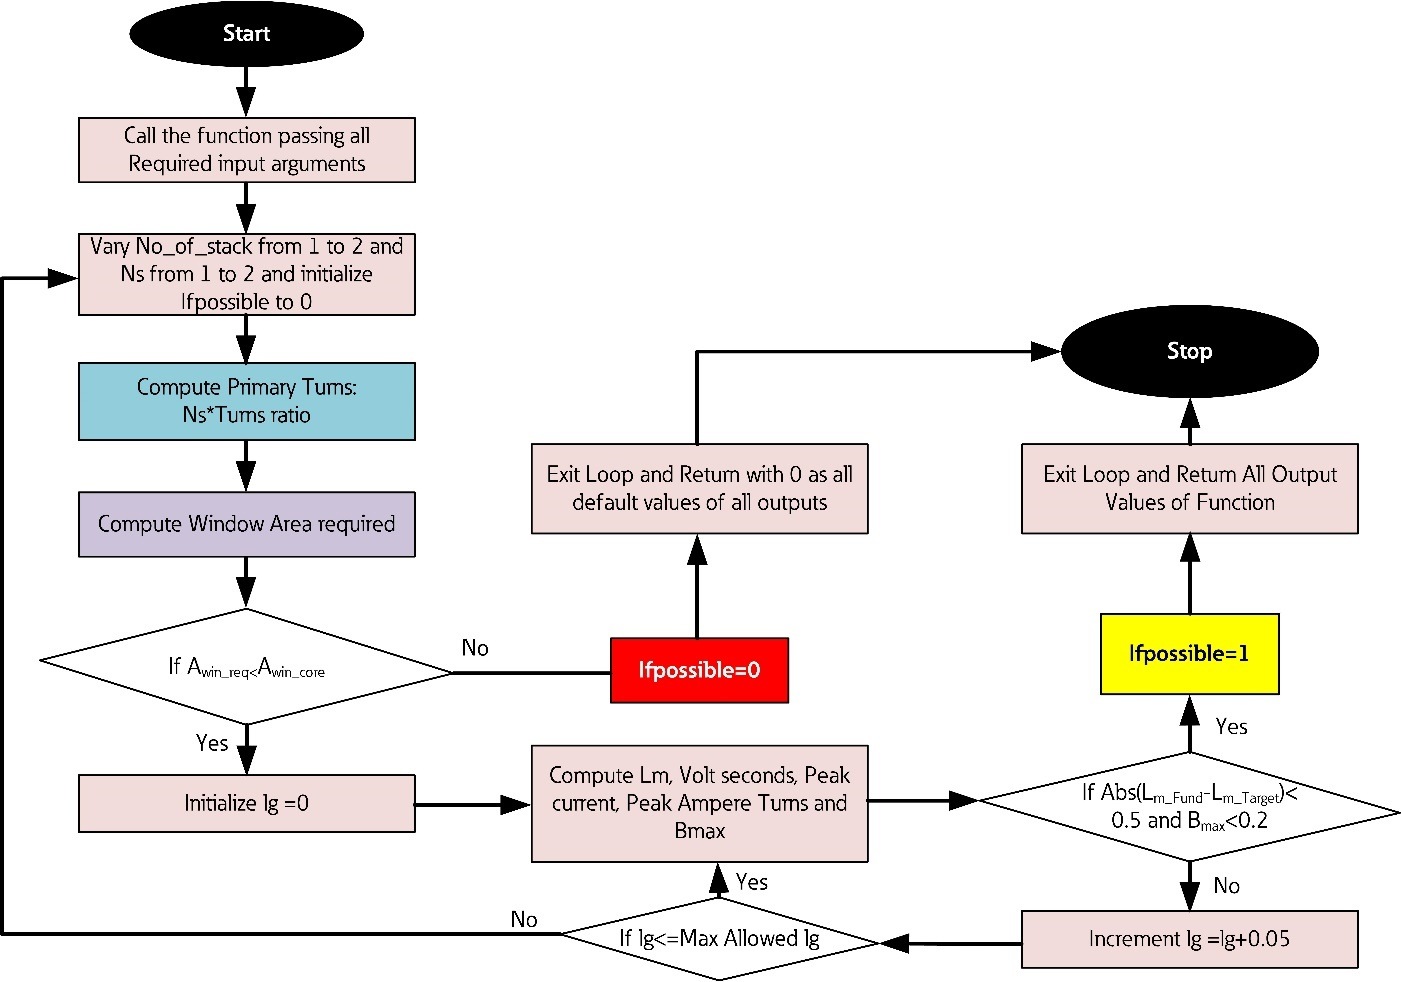 Start
Call the function passing all
Required input arguments
Vary No_of_stack from 1 to 2 and
Ns from 1 to 2 and initialize
Ifpossible to 0
Compute Primary Turns:
Ns*Turns ratio
Compute Window Area required
If Awin_req<Awin_core
No
Yes
Ifpossible=0
Exit Loop and Return with 0 as all
default values of all outputs
Stop
Exit Loop and Return All Output
Values of Function
Ifpossible=1
Yes
Initialize lg =0
Compute Lm, Volt seconds, Peak
current, Peak Ampere Turns and
Bmax
If Abs(Lm_Fund-Lm_Target)<
0.5 and Bmax<0.2
No
Increment lg =lg+0.05
If lg<=Max Allowed lg
Yes
No